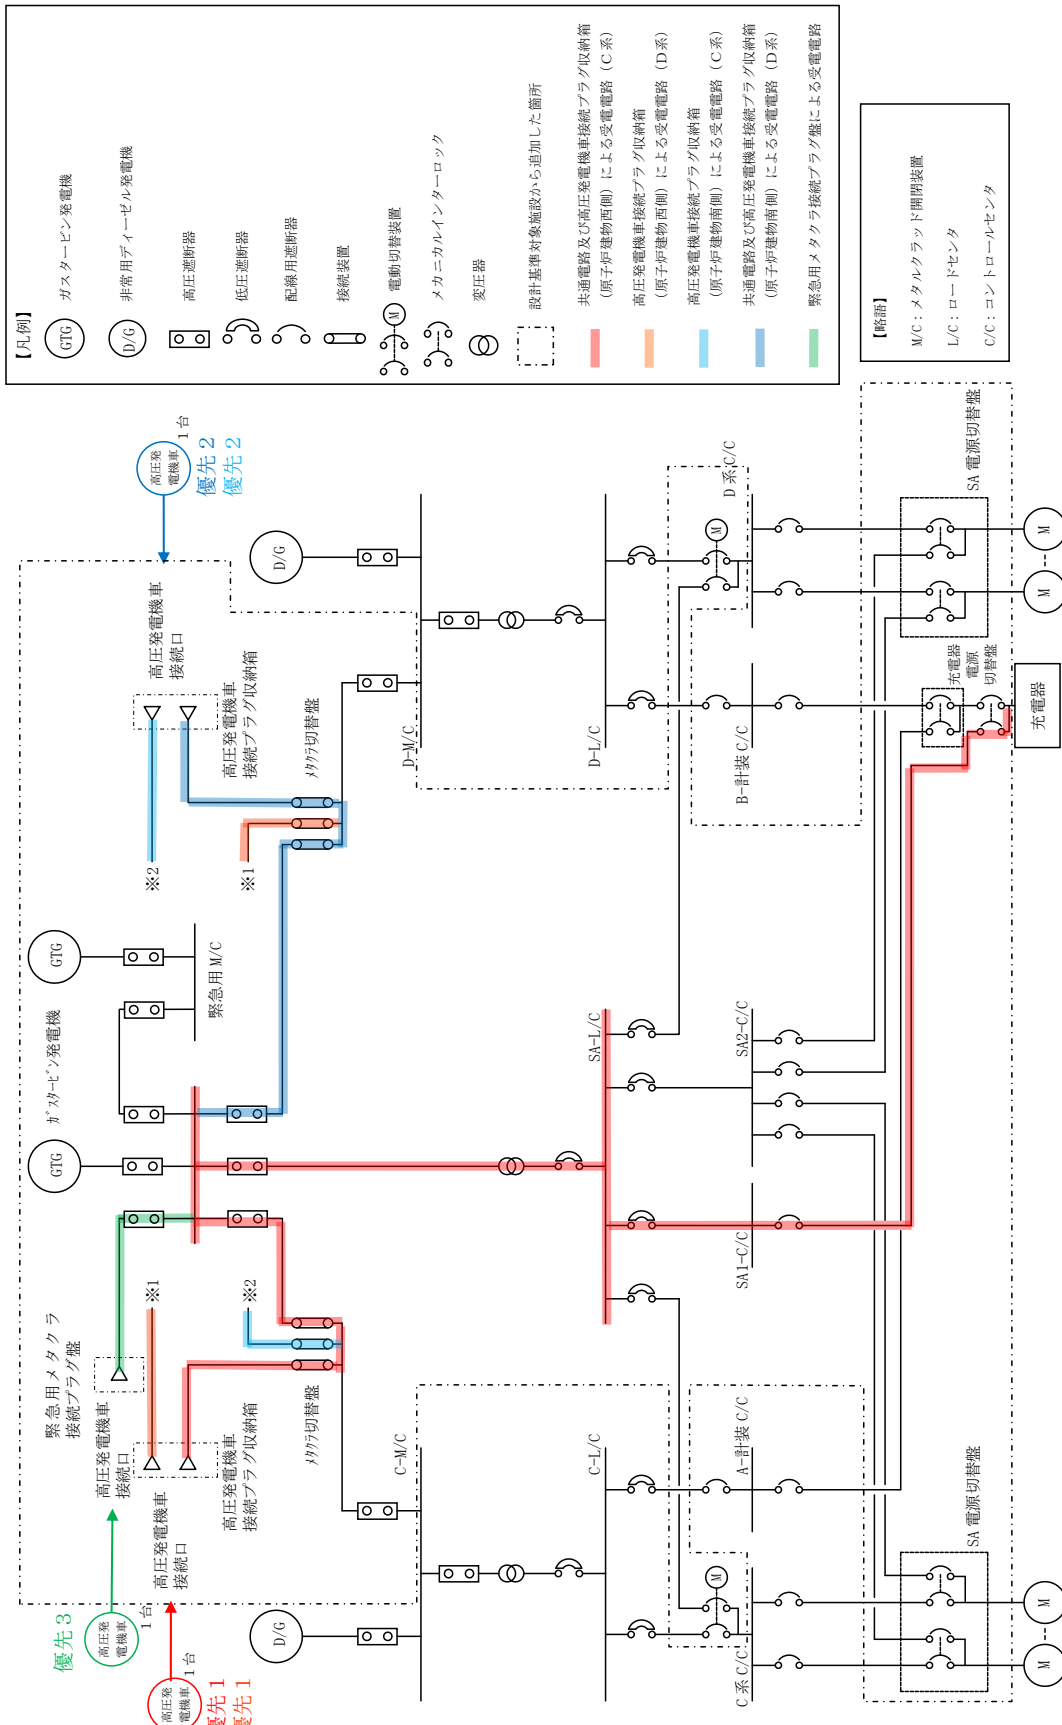 【凡例】
GTG
ガスタービン発電機
D/G
非常用ディーゼル発電機
高圧遮断器
低圧遮断器
配線用遮断器
接続装置
M
電動切替装置
メカニカルインターロック
変圧器
設計基準対象施設から追加した箇所
共通電路及び高圧発電機車接続プラグ収納箱
(原子炉建物西側)による受電電路(C系)
高圧発電機車接続プラグ収納箱
(原子炉建物西側)による受電電路(D系)
高圧発電機車接続プラグ収納箱
(原子炉建物南側)による受電電路(C系)
共通電路及び高圧発電機車接続プラグ収納箱
(原子炉建物南側)による受電電路(D系)
緊急用メタクラ接続プラグ盤による受電電路
【略語】
M/C:メタルクラッド開閉装置
L/C:ロードセンタ
C/C:コントロールセンタ
優先3
高圧発
電機車
1台
高圧発
電機車
1台
優先1
優先1
緊急用メタクラ
接続プラグ盤
高圧発電機車
接続口
高圧発電機車
接続口
※1
※2
高圧発電機車
接続プラグ収納箱
メタクラ切替盤
GTG
ガスタービン発電機
GTG
緊急用M/C
※2
※1
高圧発電機車
接続口
高圧発電機車
接続プラグ収納箱
メタクラ切替盤
高圧発
電機車
1台
優先2
優先2
D/G
C-M/C
D/G
D-M/C
C-L/C
SA-L/C
D-L/C
M
C系C/C
A-計装C/C
SA1-C/C
SA2-C/C
B-計装C/C
M
D系C/C
SA電源切替盤
M
M
充電器
電源
切替盤
充電器
SA電源切替盤
M
M